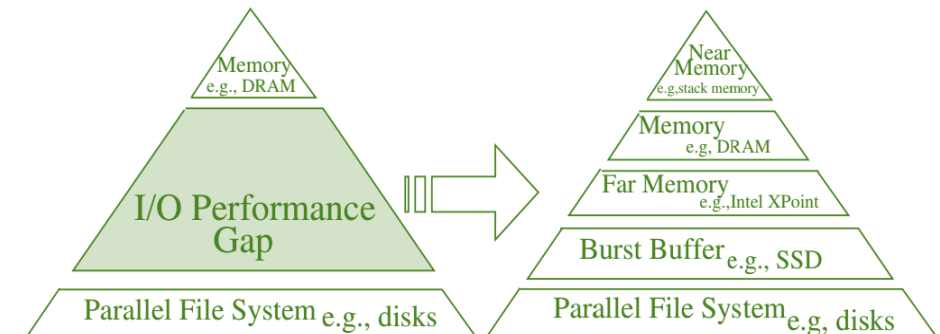 Memory
e.g., DRAM
I/O Performance
Gap
Parallel File System e.g., disks
Near
Memory
e.g,stack memory
Memory
e.g, DRAM
Far Memory
e.g.,Intel XPoint
Burst Buffer e.g., SSD
Parallel File System e.g, disks